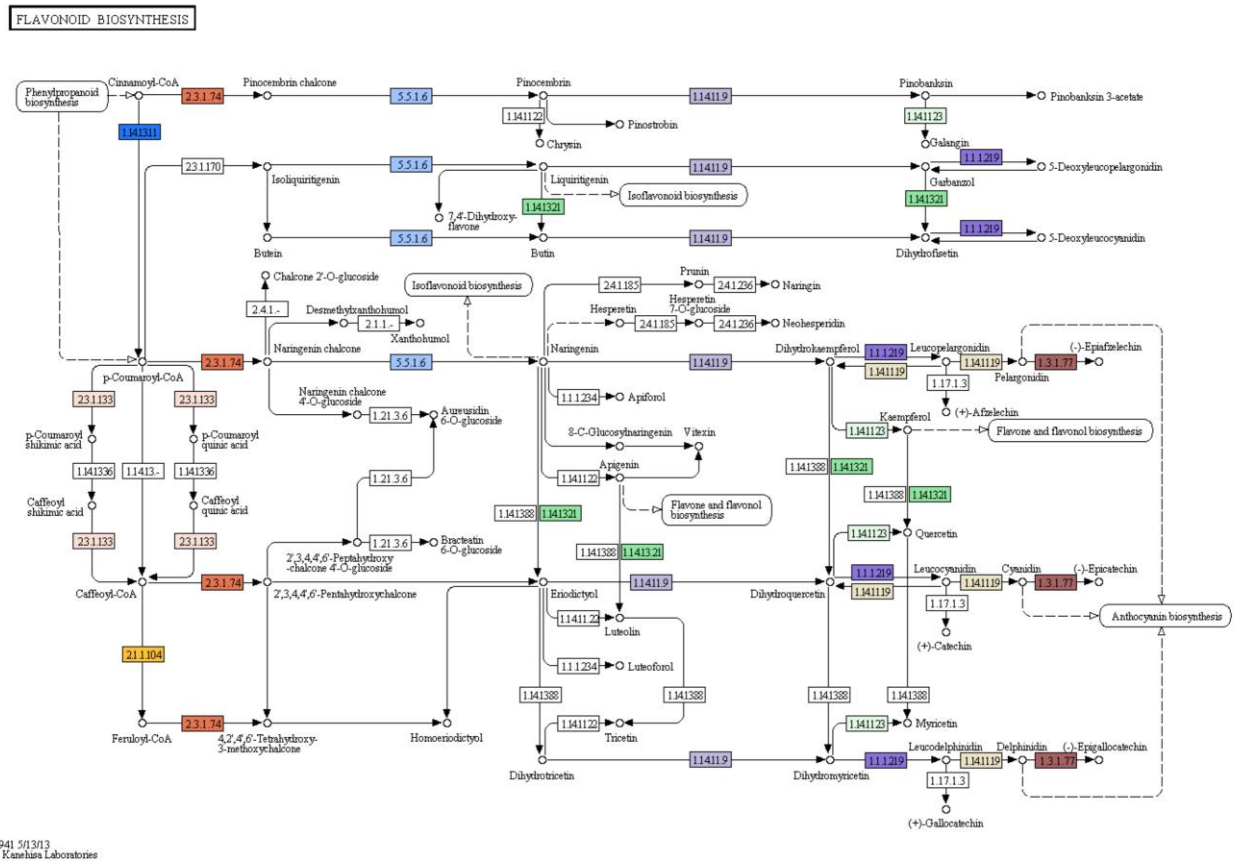 FLAVONOID BIOSYNTHESIS
Phenylpropanoid
biosynthesis
Cinnamoyl-CoA
2.3.1.74
Pinocembrin chalcone
5.5.1.6
Pinocembrin
1.14.11.9
Pinobanksin
Pinobanksin 3-acetate
1.14.11.22
Pinostrobin
Chrysin
1.14.11.23
Galangin
1.14.13.11
2.3.1.170
Isoliquiritigenin
5.5.1.6
Liquiritigenin
1.14.11.9
Garbanzol
1.1.1.219
5-Deoxyleucopelargonidin
Isoflavonoid biosynthesis
1.14.13.21
7,4'-Dihydroxy-
flavone
1.14.13.21
Butein
5.5.1.6
Butin
1.14.11.9
Dihydrofisetin
1.1.1.219
5-Deoxyleucocyanidin
Chalcone 2'-O-glucoside
2.4.1.-
Isoflavonoid biosynthesis
Desmethylxanthohumol
2.1.1.-
Xanthohumol
2.4.1.185
Prunin
2.4.1.236
Naringin
Hesperetin
2.4.1.185
Hesperetin
7-O-glucoside
2.4.1.236
Neohesperidin
p-Coumaroyl-CoA
2.3.1.74
Naringenin chalcone
5.5.1.6
Naringenin
1.14.11.9
Dihydrokaempferol
1.1.1.219
1.14.11.19
Leucopelargonidin
1.14.11.19
Pelargonidin
1.3.1.77
(-)-Epiafzelechin
1.17.1.3
(+)-Afzelechin
2.3.1.133
2.3.1.133
Naringenin chalcone
4'-O-glucoside
1.21.3.6
Aureusidin
6-O-glucoside
1.1.1.234
Apiforol
8-C-Glucosylnaringenin
Vitexin
1.14.11.23
Kaempferol
Flavone and flavonol biosynthesis
p-Coumaroyl
shikimic acid
p-Coumaroyl
quinic acid
1.14.13.36
1.14.13.-
1.14.13.36
1.21.3.6
1.14.11.22
Apigenin
1.14.13.88
1.14.13.21
1.14.13.88
1.14.13.21
Caffeoyl
shikimic acid
Caffeoyl
quinic acid
1.14.13.88
1.14.13.21
Flavone and flavonol
biosynthesis
2.3.1.133
2.3.1.133
1.21.3.6
Bracteatin
6-O-glucoside
1.14.13.88
1.14.13.21
1.14.11.23
Quercetin
2',3,4,4',6'-Peptahydroxy
-chalcone 4'-O-glucoside
Caffeoyl-CoA
2.3.1.74
2',3,4,4',6'-Pentahydroxychalcone
Eriodictyol
1.14.11.9
Dihydroquercetin
1.1.1.219
1.14.11.19
Leucocyanidin
1.14.11.19
Cyanidin
1.3.1.77
(-)-Epicatechin
1.17.1.3
(+)-Catechin
Anthocyanin biosynthesis
1.14.11.22
Luteolin
1.1.1.234
Luteoforol
2.1.1.104
1.14.13.88
1.14.13.88
1.14.13.88
1.14.13.88
Feruloyl-CoA
2.3.1.74
4,2',4',6'-Tetrahydroxy-
3-methoxychalcone
Homoeriodictyol
1.14.11.22
Tricetin
1.14.11.23
Myricetin
Dihydrotricetin
1.14.11.9
Dihydromyricetin
1.1.1.219
Leucodelphinidin
1.14.11.19
Delphinidin
1.3.1.77
(-)-Epigallocatechin
1.17.1.3
(+)-Gallocatechin
941 5/13/13
Kanehisa Laboratories